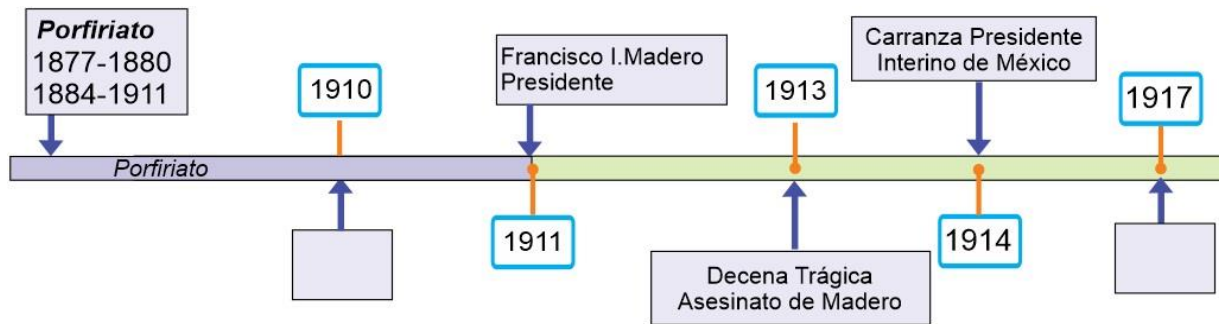 Porfiriato
1877-1880
1884-1911
1910
Francisco I.Madero
Presidente
1913
Carranza Presidente
Interino de México
1917
Porfiriato
1911
Decena Trágica
Asesinato de Madero
1914